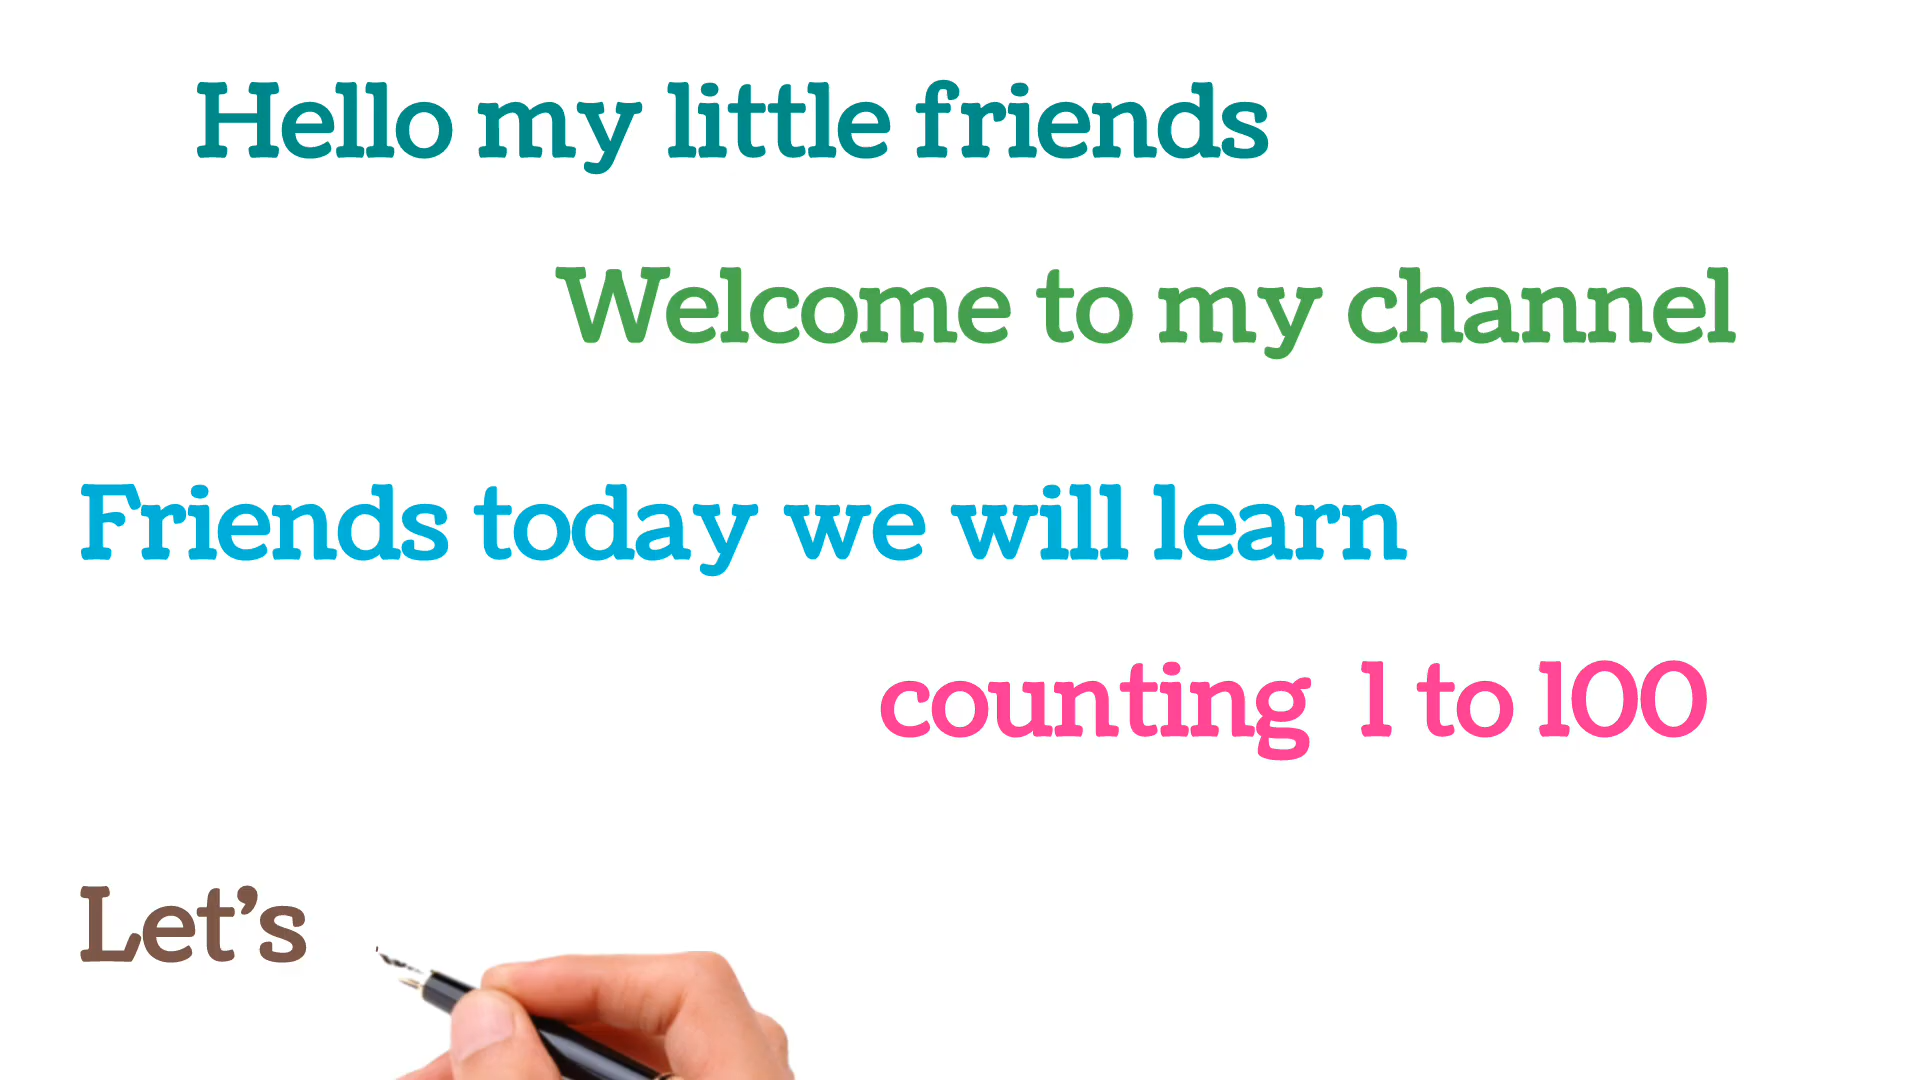 Hello my little friends
Welcome to my channel
Friends today we will learn
counting 1 to 100
Let's